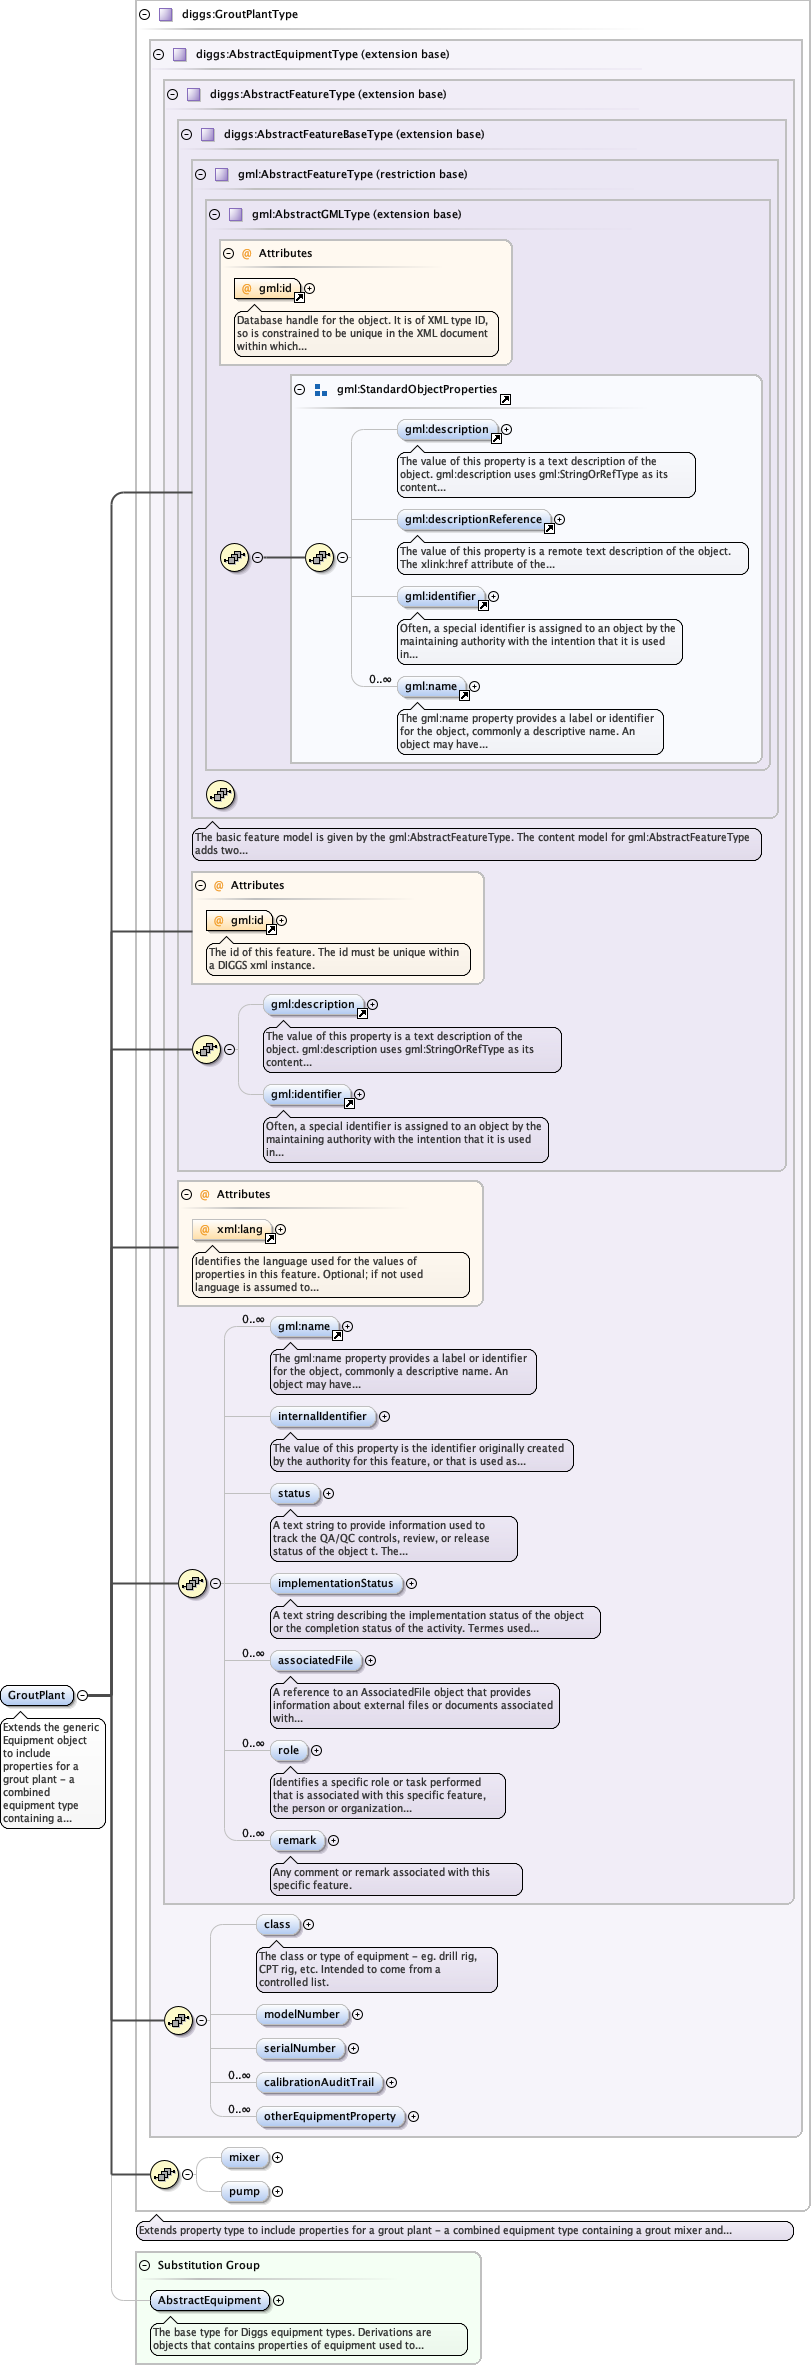 diggs:GroutPlantType
diggs:AbstractEquipmentType (extension base)
diggs:AbstractFeatureType (extension base)
diggs:AbstractFeatureBaseType (extension base)
gml:AbstractFeatureType (restriction base)
gml:AbstractGMLType (extension base)
@ Attributes
@ gml:id
Database handle for the object. It is of XML type ID,
so is constrained to be unique in the XML document
within which...
gml:StandardObjectProperties
gml:description
The value of this property is a text description of the
object. gml:description uses gml:StringOrRefType as its
content...
gml:descriptionReference
The value of this property is a remote text description of the object.
The xlink:href attribute of the...
gml:identifier
Often, a special identifier is assigned to an object by the
maintaining authority with the intention that it is used
in...
0..∞
gml:name
The gml:name property provides a label or identifier
for the object, commonly a descriptive name. An
object may have...
The basic feature model is given by the gml:AbstractFeatureType. The content model for gml:AbstractFeatureType
adds two...
@ Attributes
@ gml:id
The id of this feature. The id must be unique within
a DIGGS xml instance.
gml:description
The value of this property is a text description of the
object. gml:description uses gml:StringOrRefType as its
content...
gml:identifier
Often, a special identifier is assigned to an object by the
maintaining authority with the intention that it is used
in...
@ Attributes
@ xml:lang
Identifies the language used for the values of
properties in this feature. Optional; if not used
language is assumed to...
0..∞
gml:name
The gml:name property provides a label or identifier
for the object, commonly a descriptive name. An
object may have...
internalIdentifier
The value of this property is the identifier originally created
by the authority for this feature, or that is used as...
status
A text string to provide information used to
track the QA/QC controls, review, or release
status of the object t. The...
implementationStatus
A text string describing the implementation status of the object
or the completion status of the activity. Termes used...
0..∞
associatedFile
A reference to an AssociatedFile object that provides
information about external files or documents associated
with...
0..∞
role
Identifies a specific role or task performed
that is associated with this specific feature,
the person or organization...
0..∞
remark
Any comment or remark associated with this
specific feature.
GroutPlant
Extends the generic
Equipment object
to include
properties for a
grout plant - a
combined
equipment type
containing a...
class
The class or type of equipment - eg. drill rig,
CPT rig, etc. Intended to come from a
controlled list.
modelNumber
serialNumber
0..∞
calibrationAuditTrail
0..∞
otherEquipmentProperty
mixer
pump
Extends property type to include properties for a grout plant - a combined equipment type containing a grout mixer and...
Substitution Group
AbstractEquipment
The base type for Diggs equipment types. Derivations are
objects that contains properties of equipment used to...